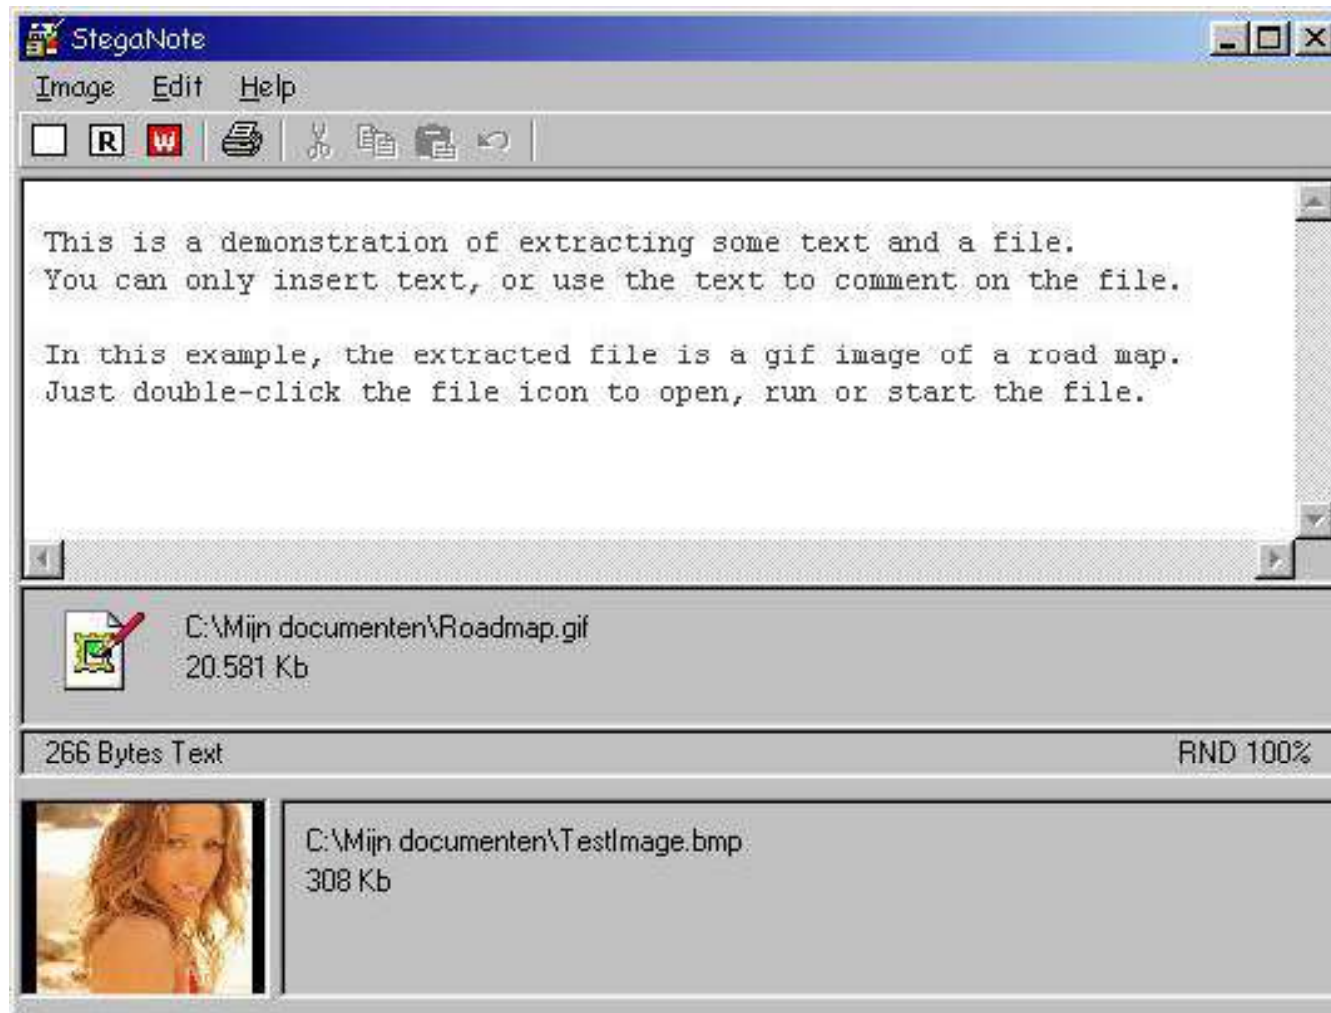 StegaNote
Image Edit Help
R W
This is a demonstration of extracting some text and a file.
You can only insert text, or use the text to comment on the file.
In this example, the extracted file is a gif image of a road map.
Just double-click the file icon to open, run or start the file.
C:\Mijn documenten\Roadmap.gif
20.581 Kb
266 Bytes Text RND 100%
C:\Mijn documenten\TestImage.bmp
308 Kb